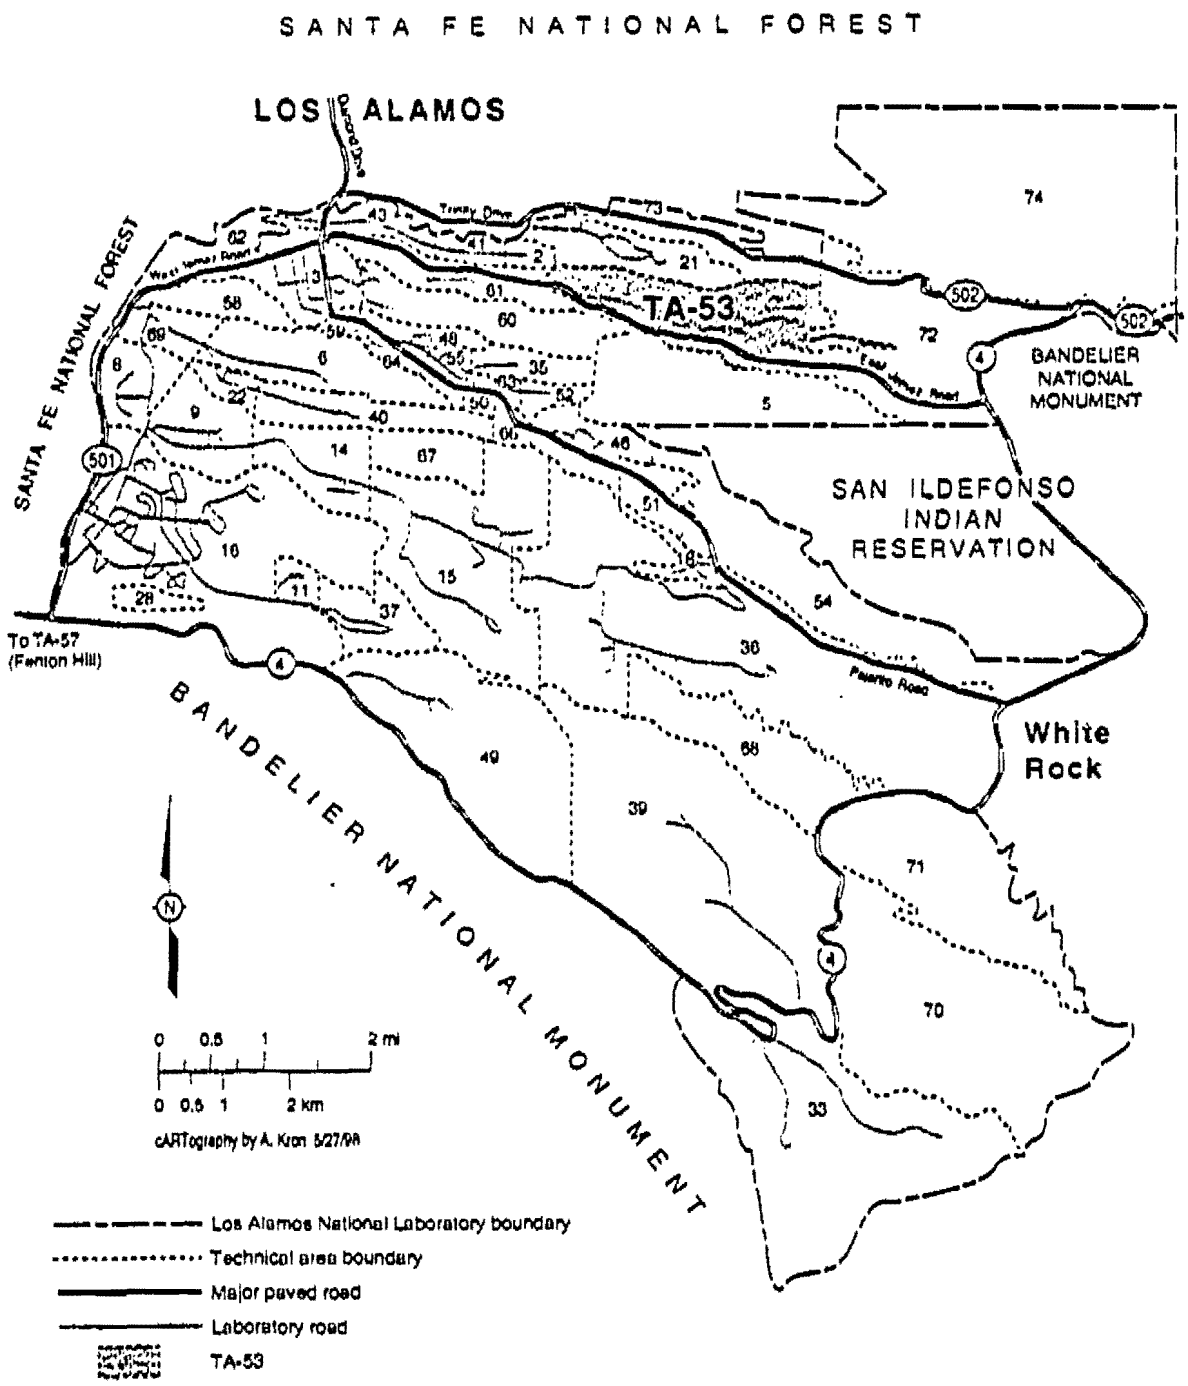 SANTA FE NATIONAL FOREST
LOS ALAMOS
Diamond Drive
74
73
43
Trinity Drive
SANTA FE NATIONAL FOREST
62
41
2
21
West Jemez Road
3
61
TA-53
502
502
58
60
72
59
48
69
6
64
55
35
4
BANDELIER
NATIONAL
MONUMENT
8
63
52
East Jemez Road
22
50
5
9
40
66
46
14
67
501
SAN ILDEFONSO
INDIAN
RESERVATION
51
16
18
15
28
11
37
54
To TA-57
(Fenton Hill)
36
4
Pajarito Road
BANDELIER NATIONAL MONUMENT
White
Rock
49
68
39
71
N
4
70
0 0.5 1 2 mi
0 0.5 1 2 km
33
cARTography by A. Kron 5/27/98
Los Alamos National Laboratory boundary
Technical area boundary
Major paved road
Laboratory road
TA-53